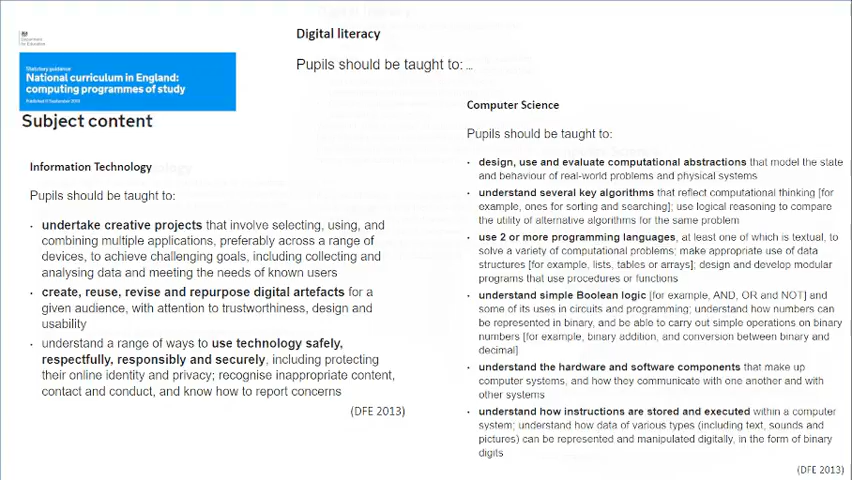 Department
for Education
Statutory guidance
National curriculum in England:
computing programmes of study
Published 11 September 2013
Subject content
Information Technology
Pupils should be taught to:
· undertake creative projects that involve selecting, using, and
combining multiple applications, preferably across a range of
devices, to achieve challenging goals, including collecting and
analysing data and meeting the needs of known users
· create, reuse, revise and repurpose digital artefacts for a
given audience, with attention to trustworthiness, design and
usability
· understand a range of ways to use technology safely,
respectfully, responsibly and securely, including protecting
their online identity and privacy; recognise inappropriate content,
contact and conduct, and know how to report concerns
(DFE 2013)
Digital literacy
Pupils should be taught to: ...
Computer Science
Pupils should be taught to:
• design, use and evaluate computational abstractions that model the state
and behaviour of real-world problems and physical systems
• understand several key algorithms that reflect computational thinking [for
example, ones for sorting and searching]; use logical reasoning to compare
the utility of alternative algorithms for the same problem
• use 2 or more programming languages, at least one of which is textual, to
solve a variety of computational problems; make appropriate use of data
structures [for example, lists, tables or arrays]; design and develop modular
programs that use procedures or functions
• understand simple Boolean logic [for example, AND, OR and NOT] and
some of its uses in circuits and programming; understand how numbers can
be represented in binary, and be able to carry out simple operations on binary
numbers [for example, binary addition, and conversion between binary and
decimal]
• understand the hardware and software components that make up
computer systems, and how they communicate with one another and with
other systems
• understand how instructions are stored and executed within a computer
system; understand how data of various types (including text, sounds and
pictures) can be represented and manipulated digitally, in the form of binary
digits
(DFE 2013)